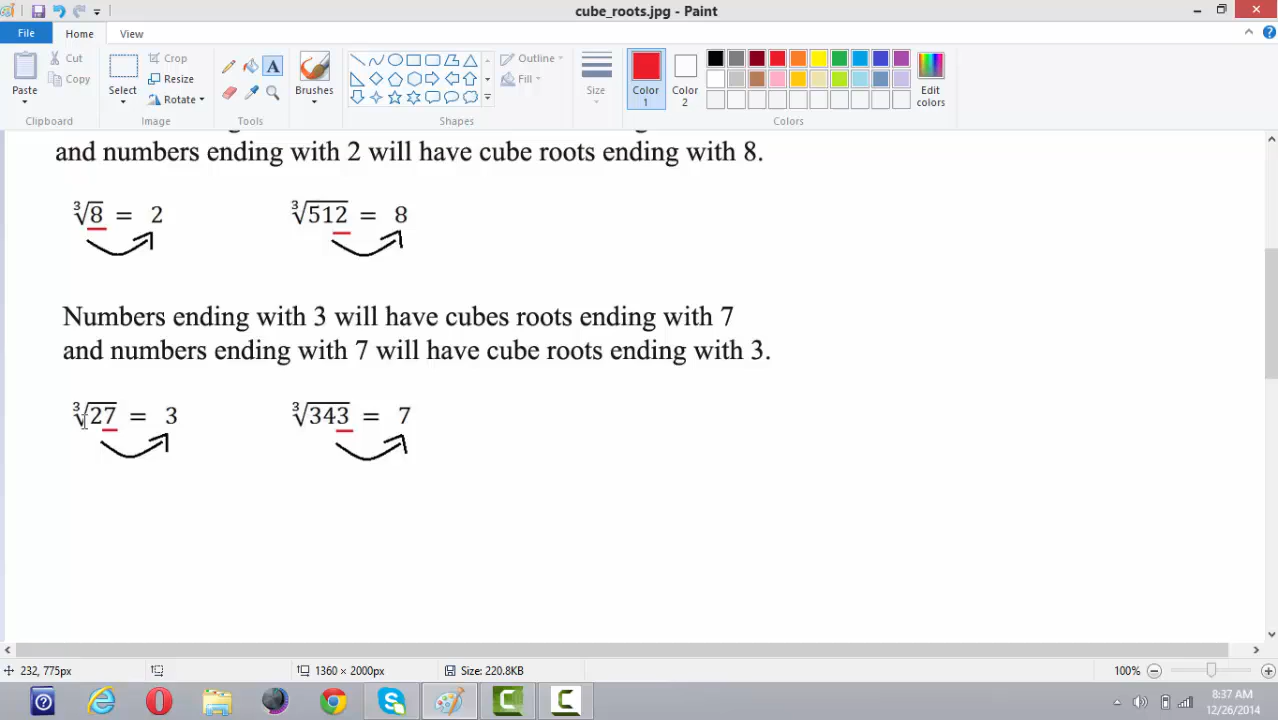 cube_roots.jpg - Paint
File Home View
Paste
Cut
Copy
Clipboard
Select
Crop
Resize
Rotate
Image
A
Tools
Brushes
Shapes
Outline
Fill
Size
Color 1
Color 2
Edit colors
Colors
and numbers ending with 2 will have cube roots ending with 8.
∛8 = 2 ∛512 = 8
Numbers ending with 3 will have cubes roots ending with 7
and numbers ending with 7 will have cube roots ending with 3.
∛27 = 3 ∛343 = 7
232, 775px 1360 × 2000px Size: 220.8KB 100%
8:37 AM
12/26/2014